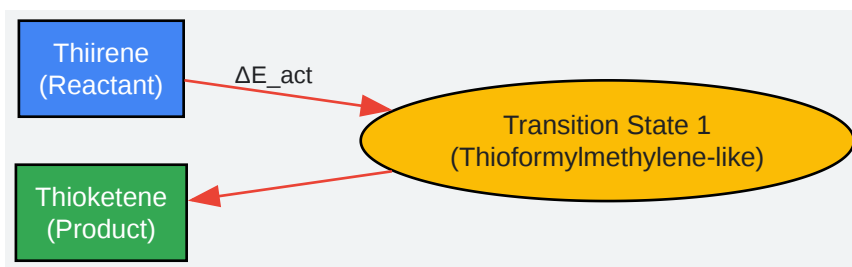 Thiirene
(Reactant)
ΔE_act
Transition State 1
(Thioformylmethylene-like)
Thioketene
(Product)